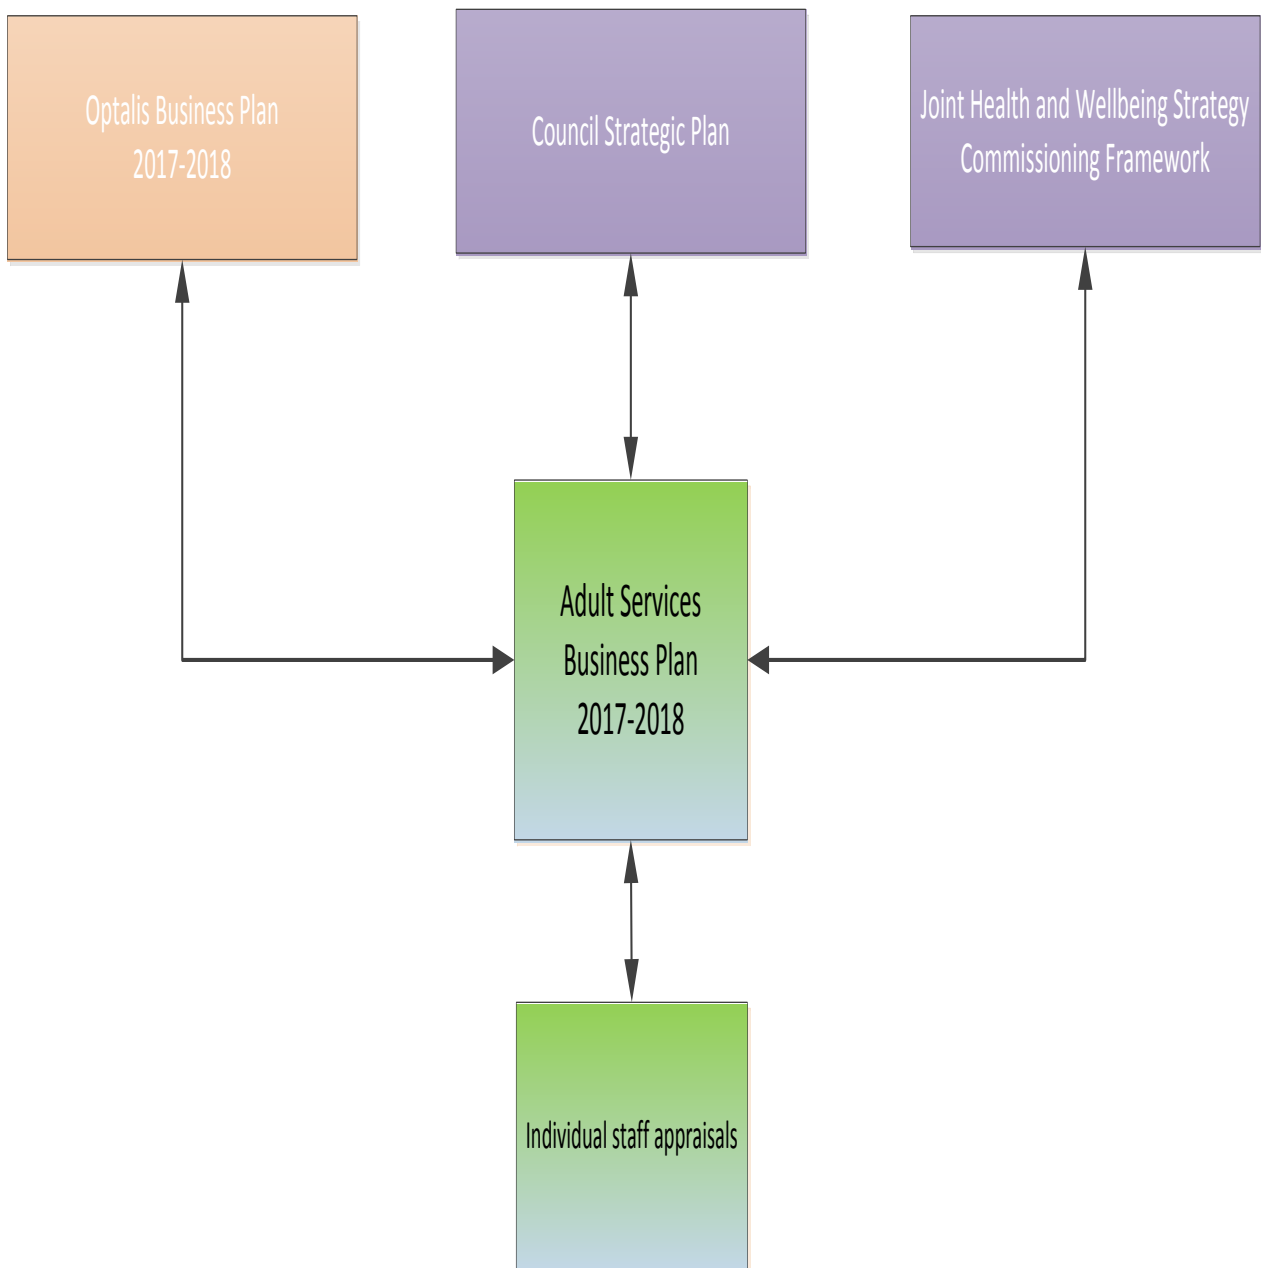 Optalis Business Plan
2017-2018
Council Strategic Plan
Joint Health and Wellbeing Strategy
Commissioning Framework
Adult Services
Business Plan
2017-2018
Individual staff appraisals